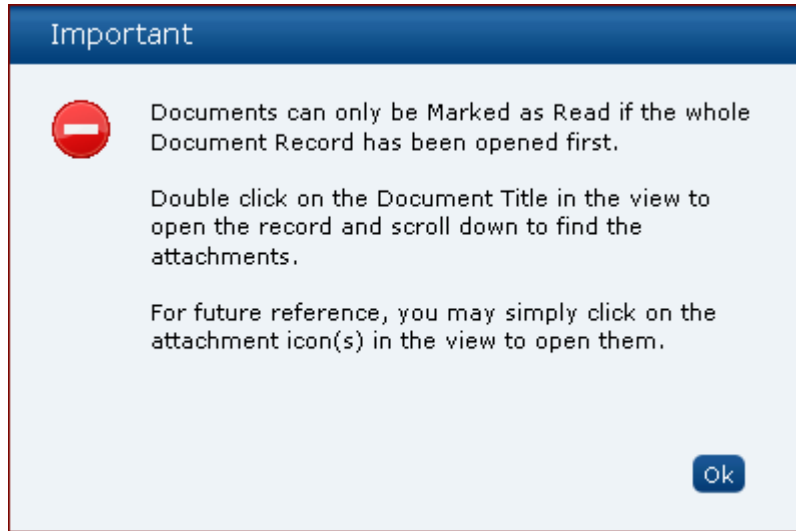 Important
Documents can only be Marked as Read if the whole
Document Record has been opened first.
Double click on the Document Title in the view to
open the record and scroll down to find the
attachments.
For future reference, you may simply click on the
attachment icon(s) in the view to open them.
Ok